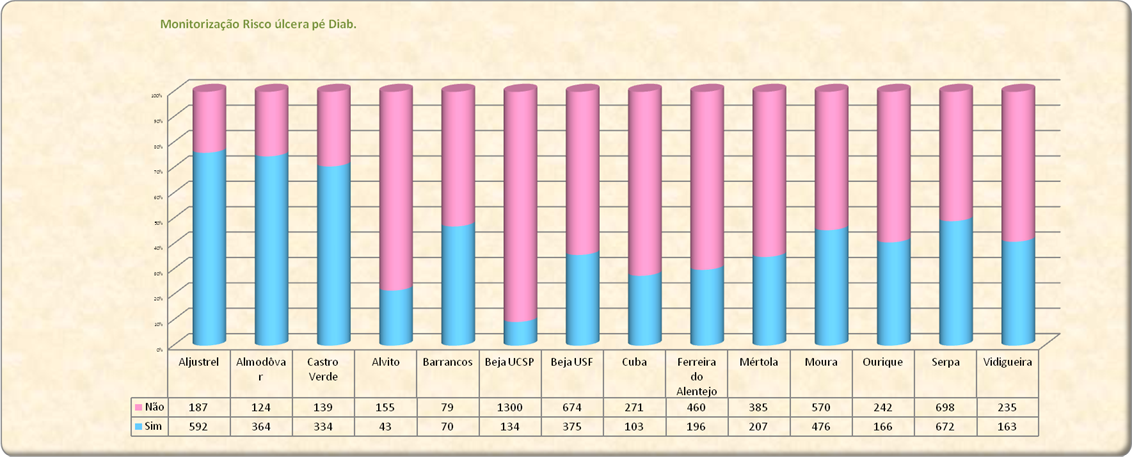 Monitorização Risco úlcera pé Diab.
100%
90%
80%
70%
60%
50%
40%
30%
20%
10%
0%
Aljustrel Almodôva Castro Alvito Barrancos Beja UCSP Beja USF Cuba Ferreira Mértola Moura Ourique Serpa Vidigueira
r Verde do
Alentejo
Não 187 124 139 155 79 1300 674 271 460 385 570 242 698 235
Sim 592 364 334 43 70 134 375 103 196 207 476 166 672 163